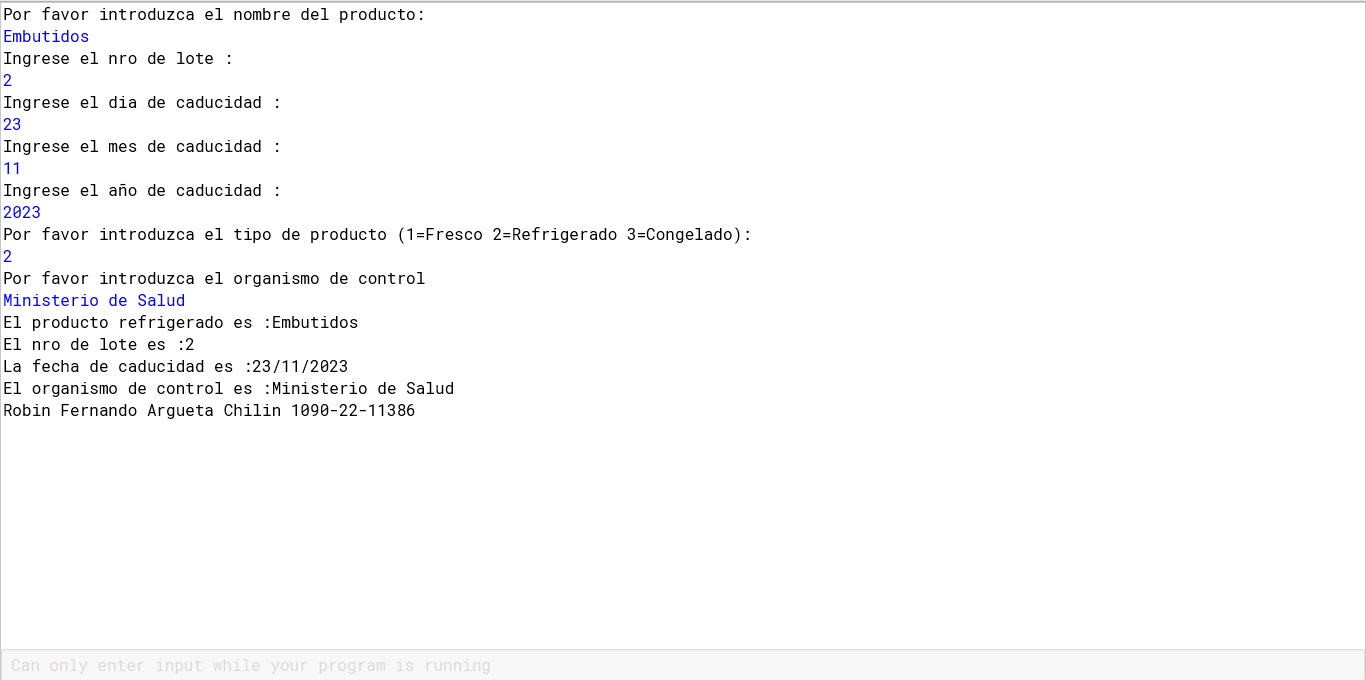 Por favor introduzca el nombre del producto:
Embutidos
Ingrese el nro de lote :
2
Ingrese el dia de caducidad :
23
Ingrese el mes de caducidad :
11
Ingrese el año de caducidad :
2023
Por favor introduzca el tipo de producto (1=Fresco 2=Refrigerado 3=Congelado):
2
Por favor introduzca el organismo de control
Ministerio de Salud
El producto refrigerado es :Embutidos
El nro de lote es :2
La fecha de caducidad es :23/11/2023
El organismo de control es :Ministerio de Salud
Robin Fernando Argueta Chilin 1090-22-11386
Can only enter input while your program is running